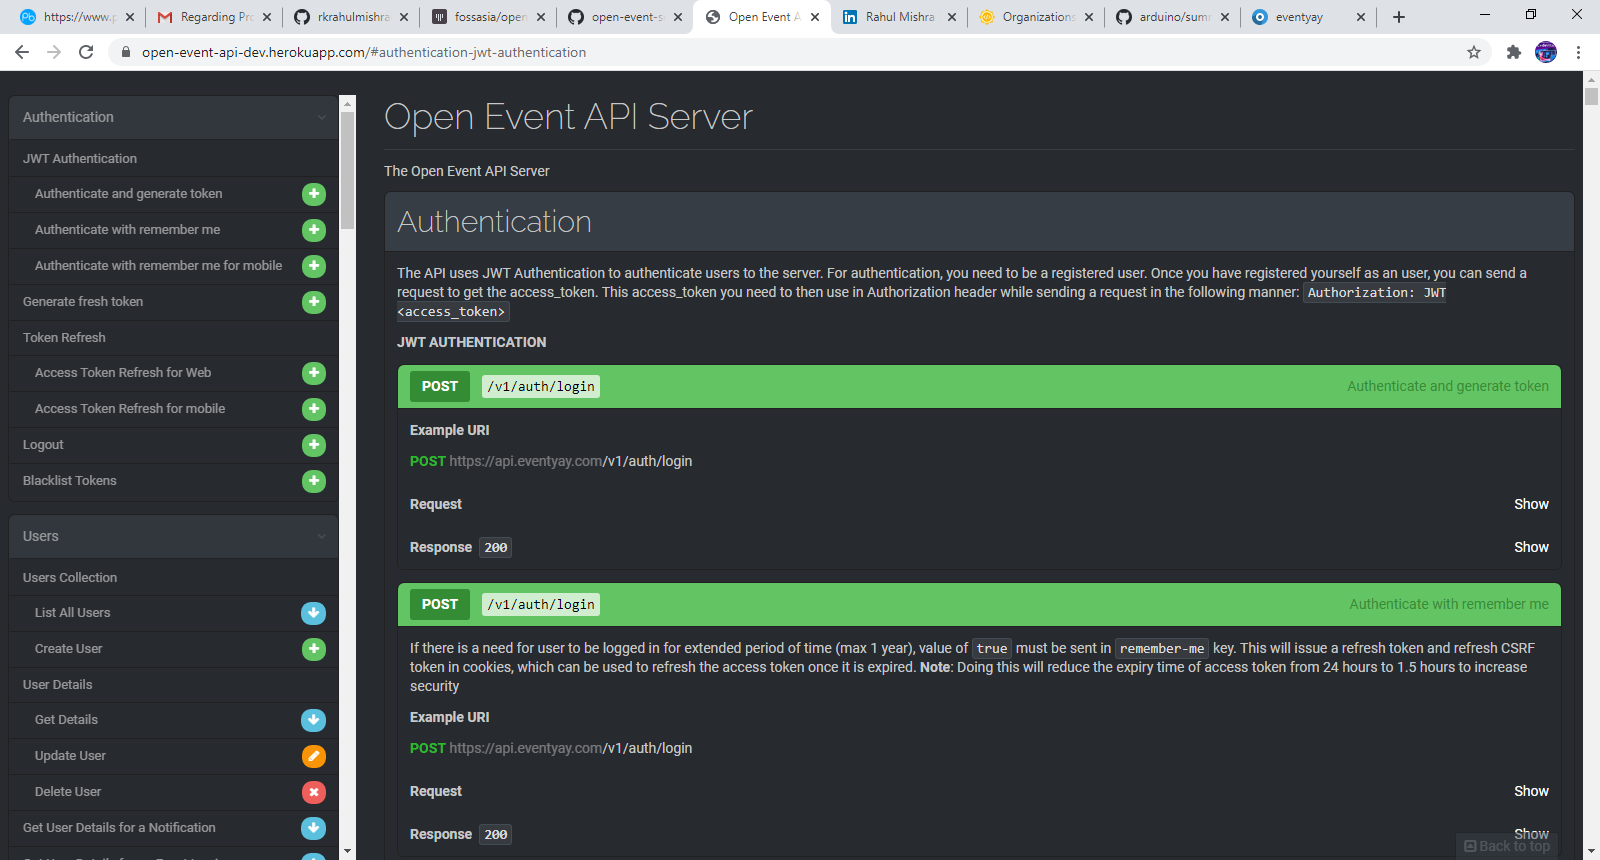 https://www.p
Regarding Pro
rkrahulmishra
fossasia/open
open-event-s
Open Event A
Rahul Mishra
Organizations
arduino/sum
eventyay
open-event-api-dev.herokuapp.com/#authentication-jwt-authentication
Authentication
JWT Authentication
Authenticate and generate token
Authenticate with remember me
Authenticate with remember me for mobile
Generate fresh token
Token Refresh
Access Token Refresh for Web
Access Token Refresh for mobile
Logout
Blacklist Tokens
Users
Users Collection
List All Users
Create User
User Details
Get Details
Update User
Delete User
Get User Details for a Notification
Open Event API Server
The Open Event API Server
Authentication
The API uses JWT Authentication to authenticate users to the server. For authentication, you need to be a registered user. Once you have registered yourself as an user, you can send a
request to get the access_token. This access_token you need to then use in Authorization header while sending a request in the following manner: Authorization: JWT
<access_token>
JWT AUTHENTICATION
POST /v1/auth/login Authenticate and generate token
Example URI
POST https://api.eventyay.com/v1/auth/login
Request Show
Response 200 Show
POST /v1/auth/login Authenticate with remember me
If there is a need for user to be logged in for extended period of time (max 1 year), value of true must be sent in remember-me key. This will issue a refresh token and refresh CSRF
token in cookies, which can be used to refresh the access token once it is expired. Note: Doing this will reduce the expiry time of access token from 24 hours to 1.5 hours to increase
security
Example URI
POST https://api.eventyay.com/v1/auth/login
Request Show
Response 200 Show
Back to top